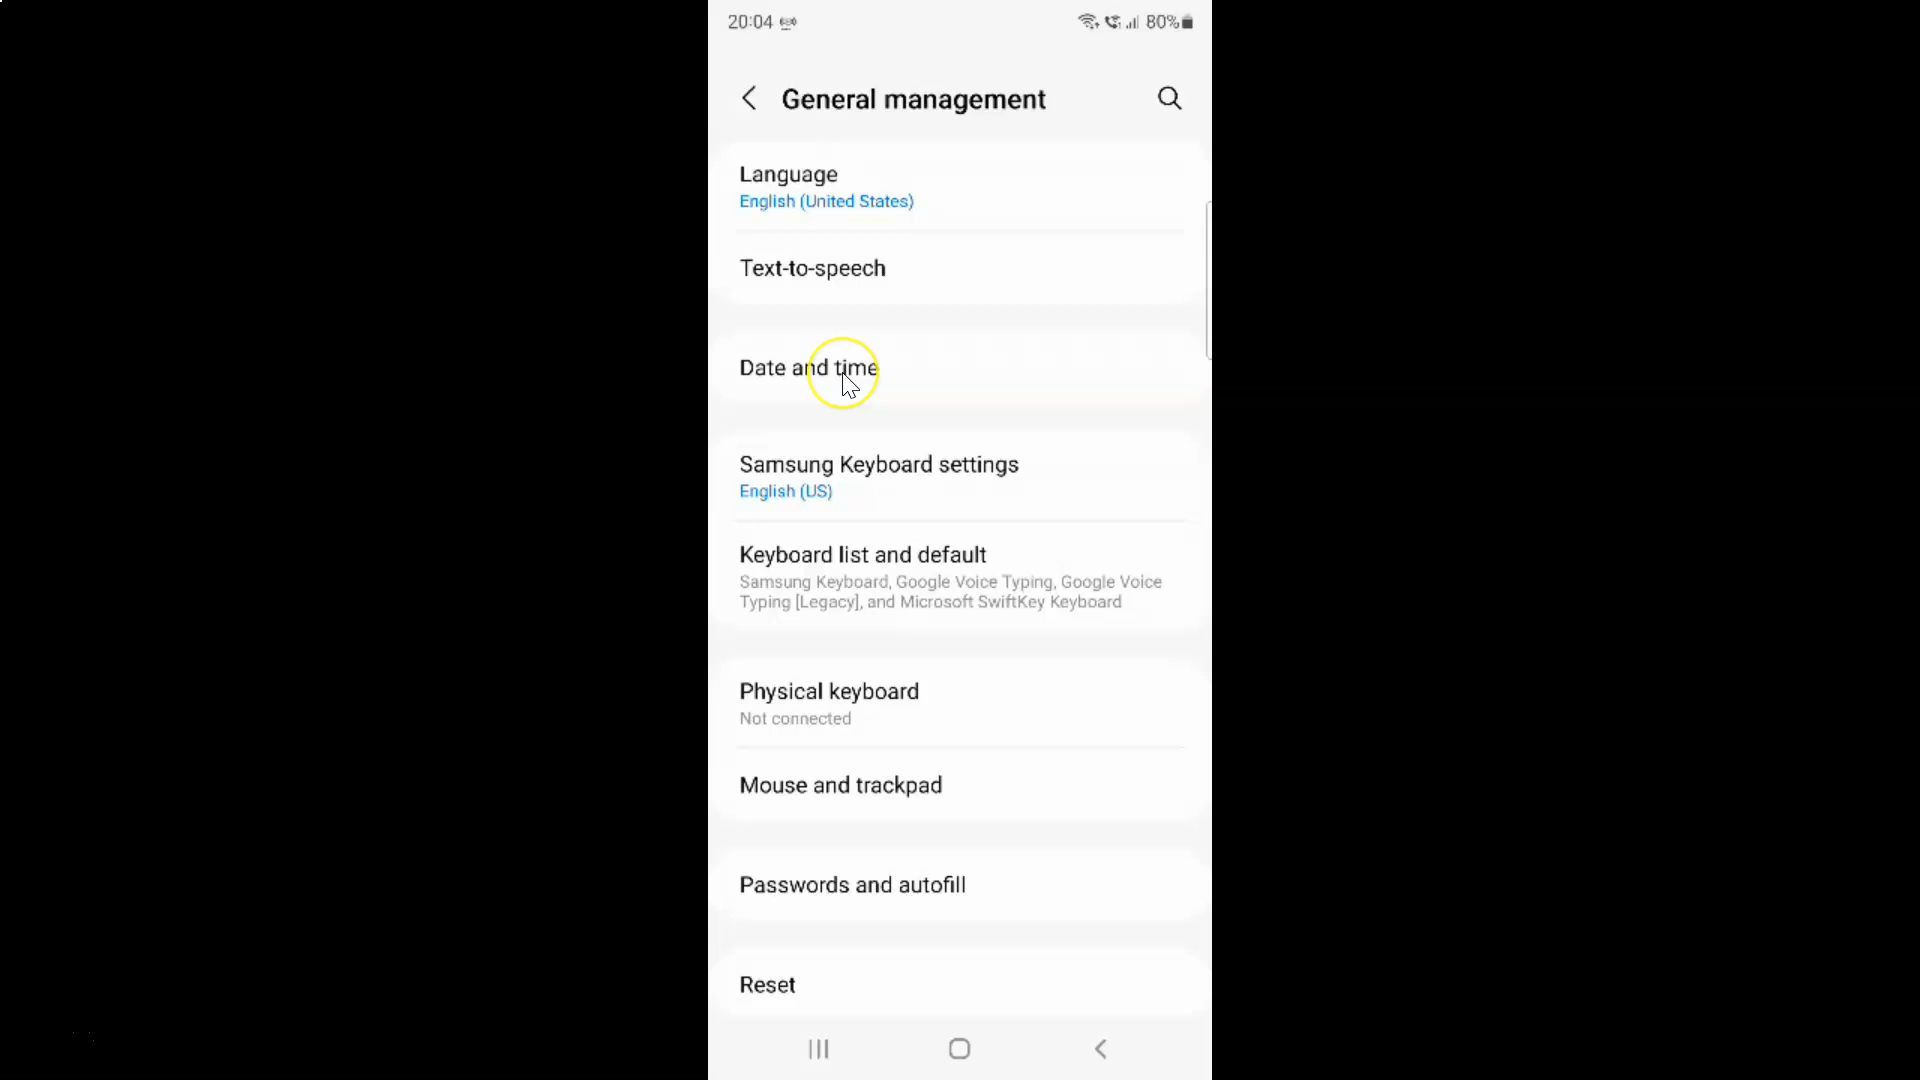 20:04 80%
General management
Language
English (United States)
Text-to-speech
Date and time
Samsung Keyboard settings
English (US)
Keyboard list and default
Samsung Keyboard, Google Voice Typing, Google Voice
Typing [Legacy], and Microsoft SwiftKey Keyboard
Physical keyboard
Not connected
Mouse and trackpad
Passwords and autofill
Reset